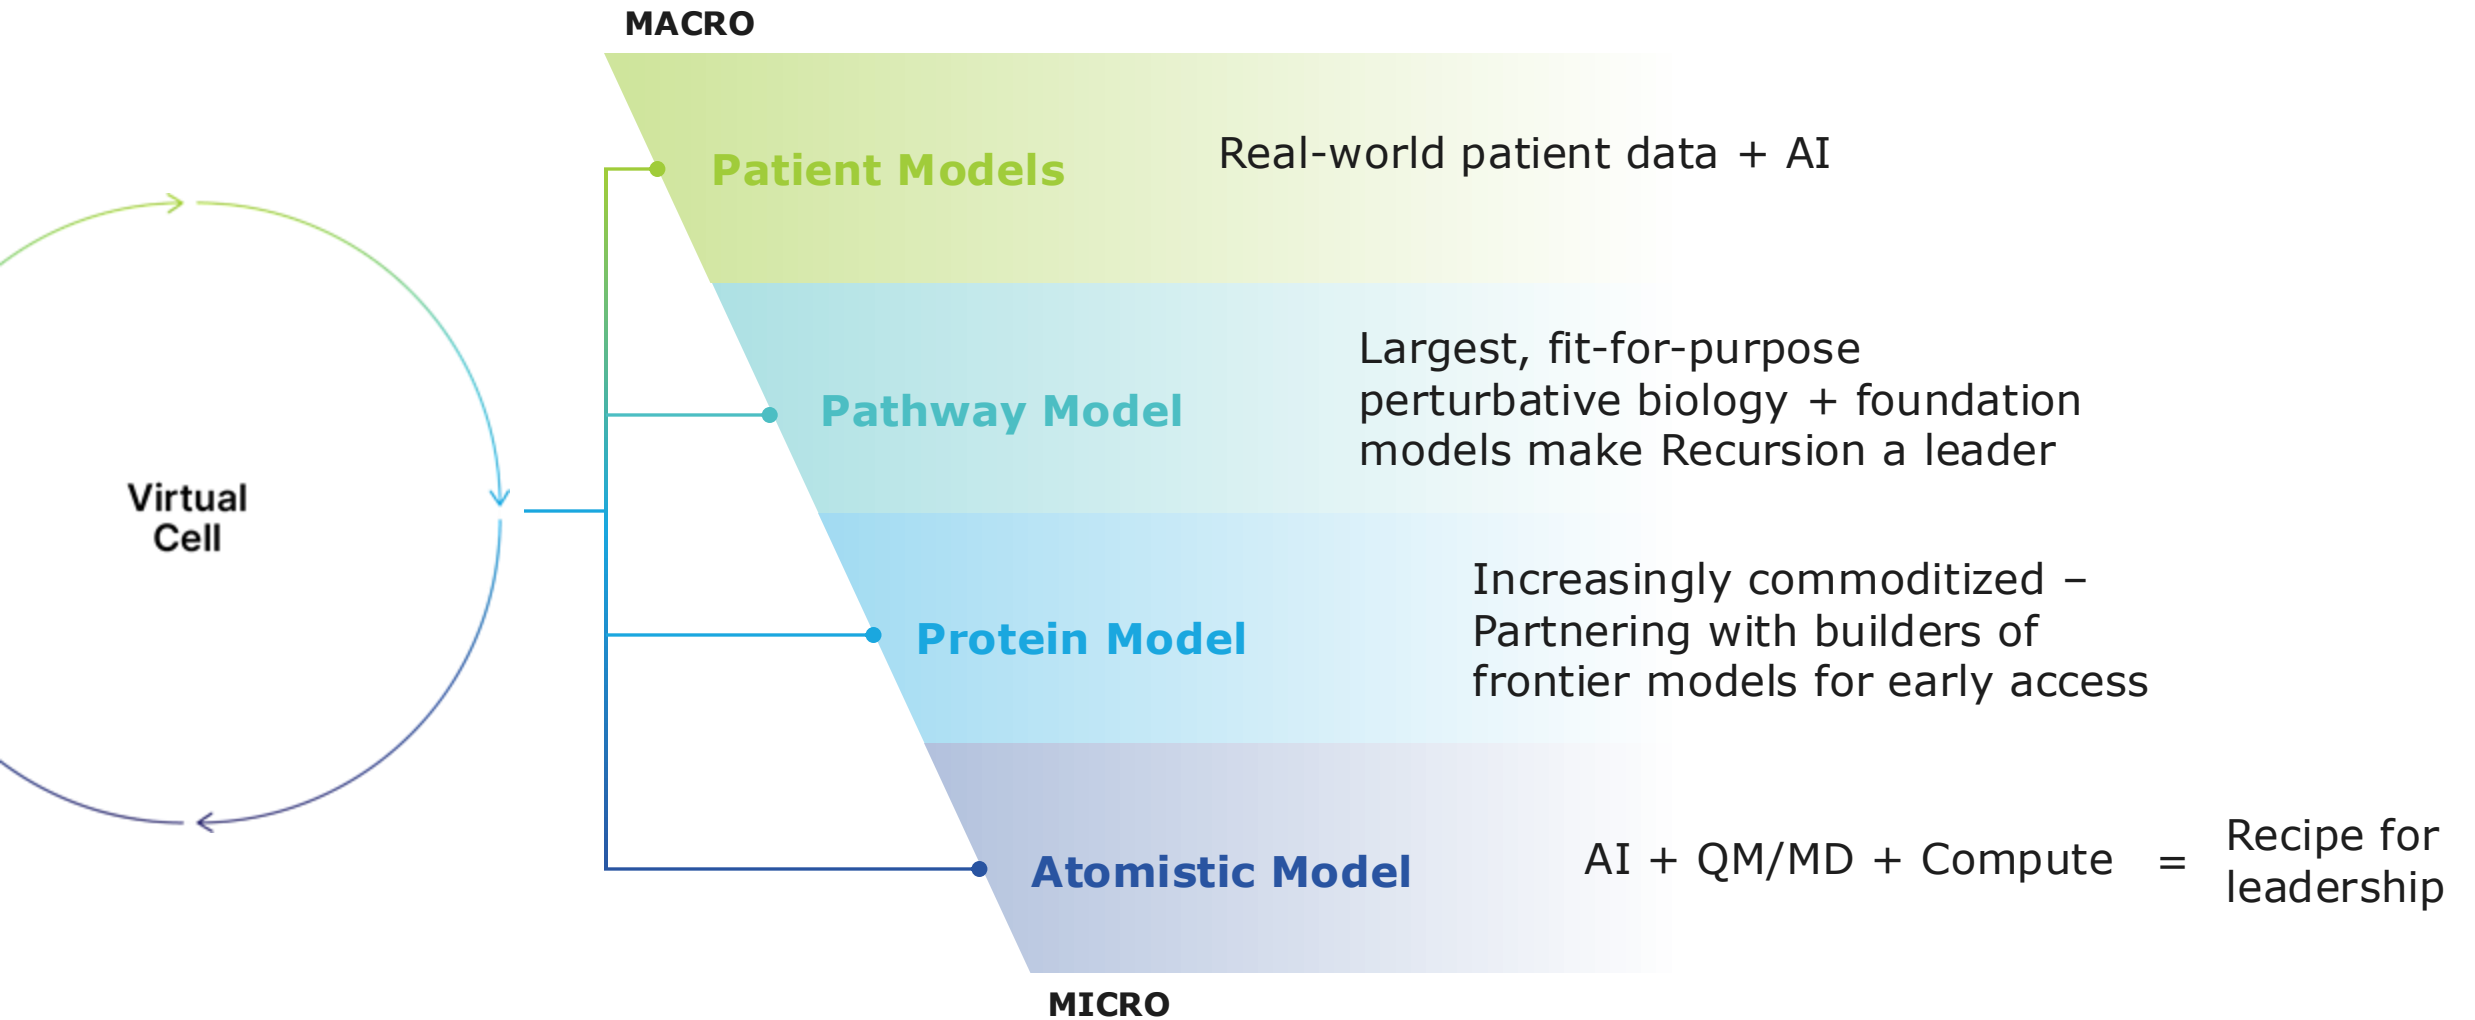 MACRO
Patient Models
Real-world patient data + AI
Pathway Model
Largest, fit-for-purpose
perturbative biology + foundation
models make Recursion a leader
Virtual
Cell
Protein Model
Increasingly commoditized –
Partnering with builders of
frontier models for early access
Atomistic Model
AI + QM/MD + Compute =
Recipe for
leadership
MICRO